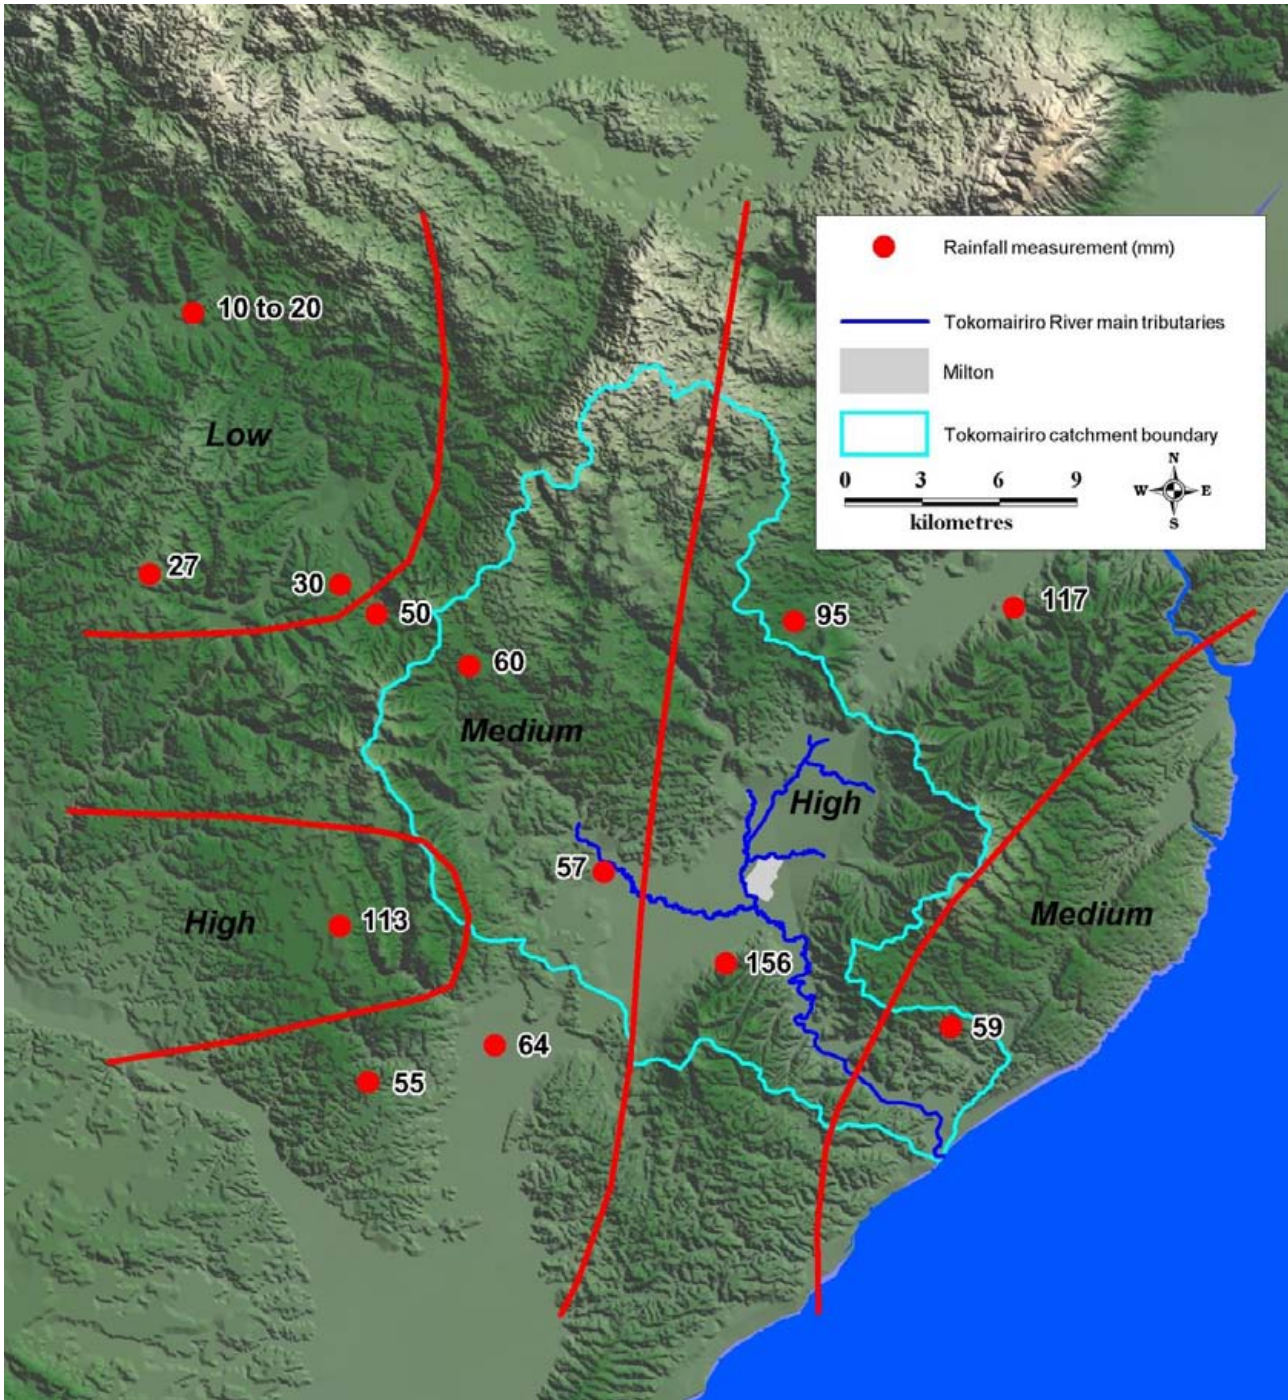 Rainfall measurement (mm)
Tokomairiro River main tributaries
Milton
Tokomairiro catchment boundary
0 3 6 9
kilometres
N
W E
S
10 to 20
Low
27
30
50
60
95
117
Medium
High
57
High
113
Medium
156
59
64
55